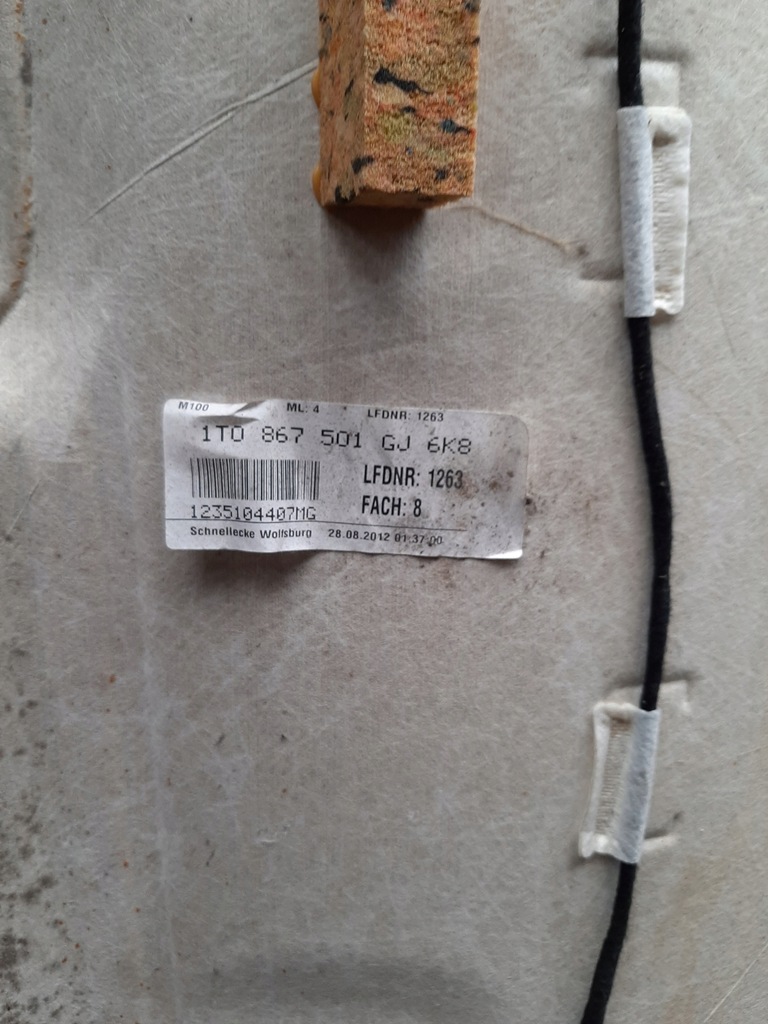 M100 ML: 4 LFDNR: 1263
1T0 867 501 GJ 6K8
LFDNR: 1263
FACH: 8
1235104407MG
Schnellecke Wolfsburg 28.08.2012 01:37:00